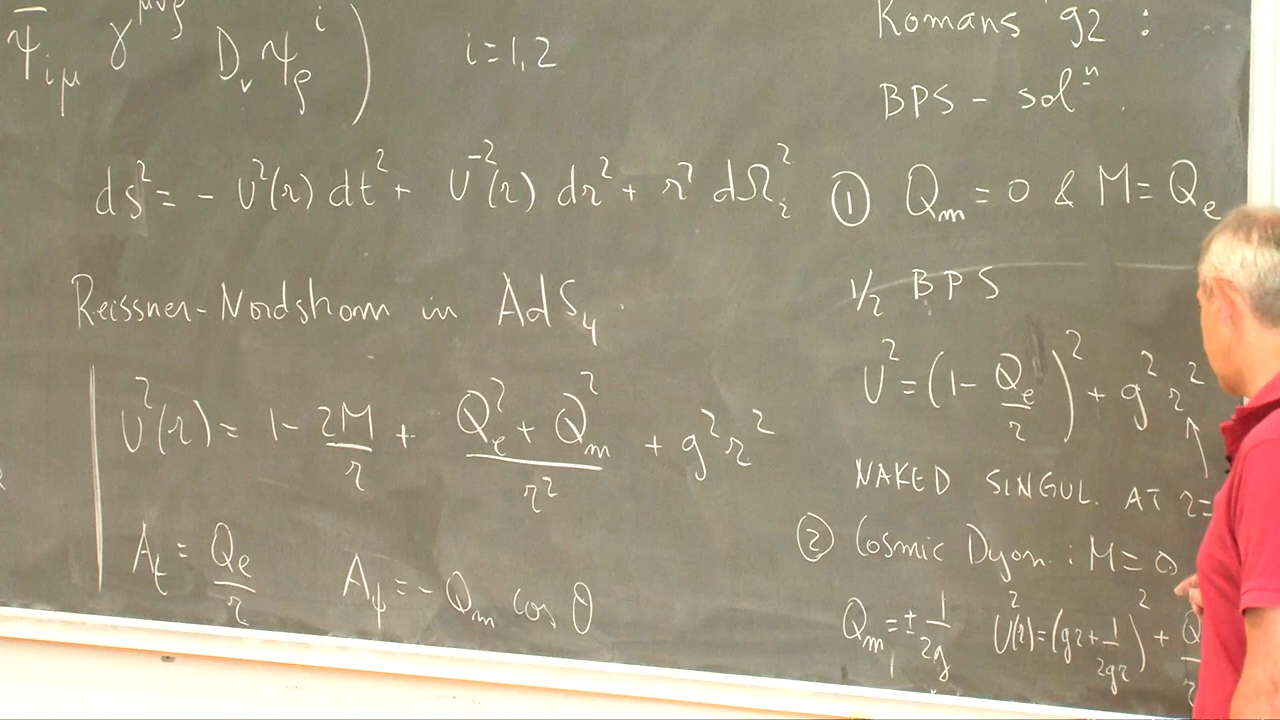 ψ̄_{iμ} γ^{μνρ} D_ν ψ_ρ^i ) i=1,2
ds² = - U²(r) dt² + U^{-2}(r) dr² + r² dΩ₂²
Reissner-Nordstrom in AdS₄.
U²(r) = 1 - 2M/r + (Q_e² + Q_m²)/r² + g²r²
A_t = Q_e/r A_φ = - Q_m cos θ
Romans 92 :
BPS - solⁿ.
① Q_m = 0 & M = Q_e
1/2 BPS
U² = (1 - Q_e/r)² + g²r²
NAKED SINGUL. AT r=
② Cosmic Dyon : M = 0
Q_m = ± 1/2g , U²(r) = (gr + 1/2gr)² + Q